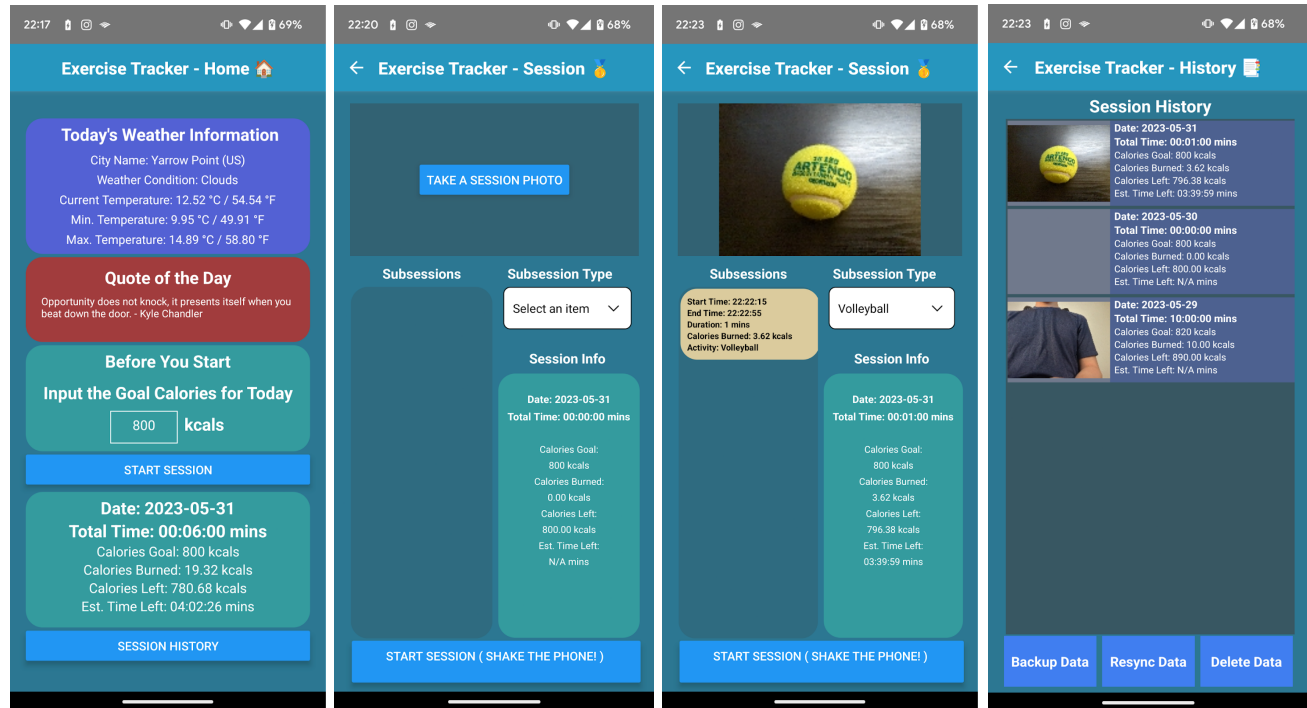 22:17
69%
Exercise Tracker - Home 🏠
Today's Weather Information
City Name: Yarrow Point (US)
Weather Condition: Clouds
Current Temperature: 12.52 °C / 54.54 °F
Min. Temperature: 9.95 °C / 49.91 °F
Max. Temperature: 14.89 °C / 58.80 °F
Quote of the Day
Opportunity does not knock, it presents itself when you
beat down the door. - Kyle Chandler
Before You Start
Input the Goal Calories for Today
800 kcals
START SESSION
Date: 2023-05-31
Total Time: 00:06:00 mins
Calories Goal: 800 kcals
Calories Burned: 19.32 kcals
Calories Left: 780.68 kcals
Est. Time Left: 04:02:26 mins
SESSION HISTORY
22:20
68%
Exercise Tracker - Session 🏅
TAKE A SESSION PHOTO
Subsessions
Subsession Type
Select an item
Session Info
Date: 2023-05-31
Total Time: 00:00:00 mins
Calories Goal:
800 kcals
Calories Burned:
0.00 kcals
Calories Left:
800.00 kcals
Est. Time Left:
N/A mins
START SESSION ( SHAKE THE PHONE! )
22:23
68%
Exercise Tracker - Session 🏅
ARTENGO
Subsessions
Start Time: 22:22:15
End Time: 22:22:55
Duration: 1 mins
Calories Burned: 3.62 kcals
Activity: Volleyball
Subsession Type
Volleyball
Session Info
Date: 2023-05-31
Total Time: 00:01:00 mins
Calories Goal:
800 kcals
Calories Burned:
3.62 kcals
Calories Left:
796.38 kcals
Est. Time Left:
03:39:59 mins
START SESSION ( SHAKE THE PHONE! )
22:23
68%
Exercise Tracker - History 📑
Session History
ARTENGO
Date: 2023-05-31
Total Time: 00:01:00 mins
Calories Goal: 800 kcals
Calories Burned: 3.62 kcals
Calories Left: 796.38 kcals
Est. Time Left: 03:39:59 mins
Date: 2023-05-30
Total Time: 00:00:00 mins
Calories Goal: 800 kcals
Calories Burned: 0.00 kcals
Calories Left: 800.00 kcals
Est. Time Left: N/A mins
Date: 2023-05-29
Total Time: 10:00:00 mins
Calories Goal: 820 kcals
Calories Burned: 10.00 kcals
Calories Left: 890.00 kcals
Est. Time Left: N/A mins
Backup Data
Resync Data
Delete Data